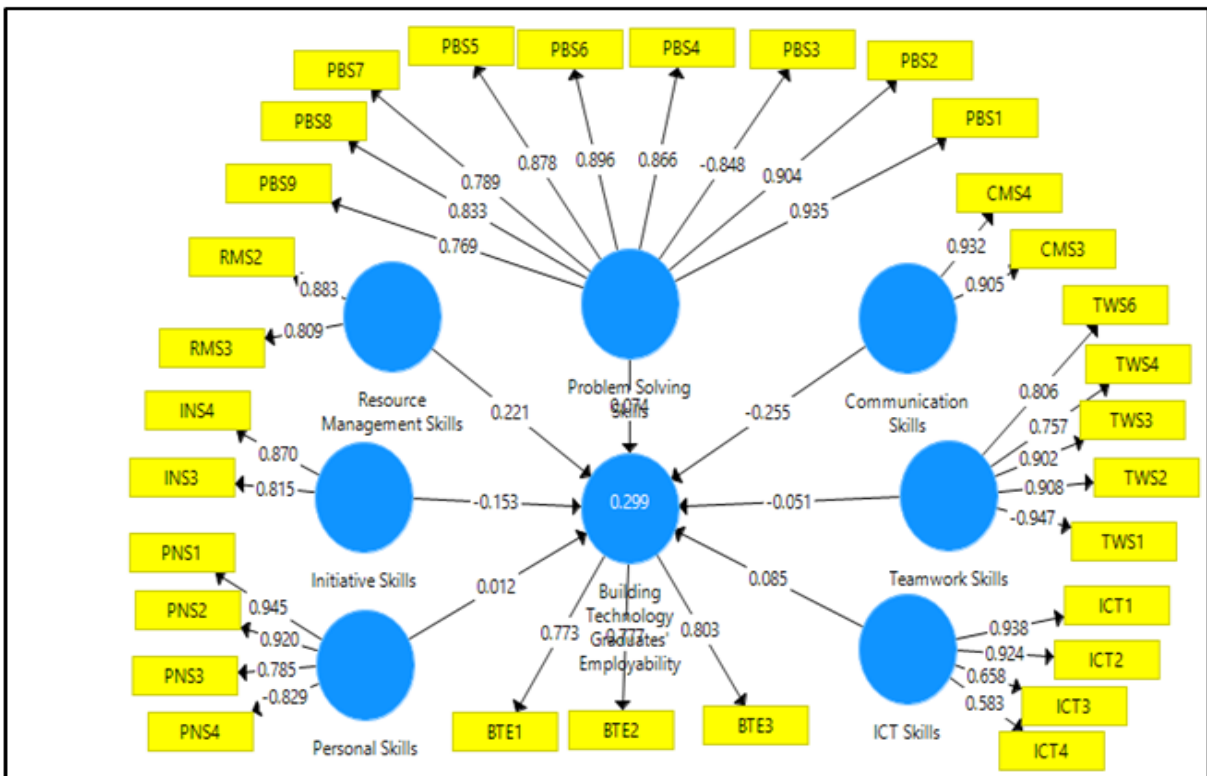 PBS5
PBS6
PBS4
PBS3
PBS2
PBS7
PBS1
PBS8
PBS9
0.878
0.896
0.866
-0.848
0.904
0.789
0.935
0.833
0.769
CMS4
CMS3
0.932
0.905
RMS2
RMS3
0.883
0.809
TWS6
TWS4
TWS3
TWS2
TWS1
0.806
0.757
0.902
0.908
-0.947
Resource
Management Skills
Problem Solving
Skills
Communication
Skills
0.221
0.074
-0.255
INS4
INS3
0.870
0.815
-0.153
0.299
-0.051
Initiative Skills
Teamwork Skills
PNS1
PNS2
PNS3
PNS4
0.945
0.920
0.785
-0.829
0.012
0.085
Building
Technology
Graduates'
Employability
0.773
0.777
0.803
ICT1
ICT2
ICT3
ICT4
0.938
0.924
0.658
0.583
Personal Skills
BTE1
BTE2
BTE3
ICT Skills